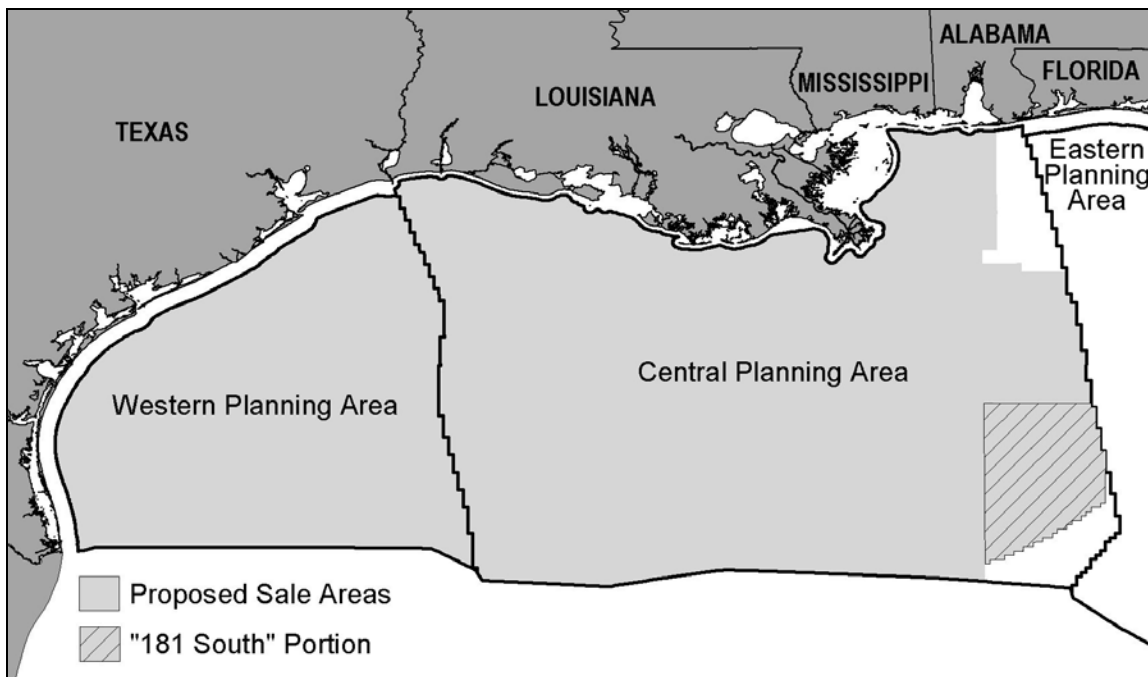 ALABAMA
MISSISSIPPI
FLORIDA
LOUISIANA
TEXAS
Eastern
Planning
Area
Central Planning Area
Western Planning Area
Proposed Sale Areas
"181 South" Portion